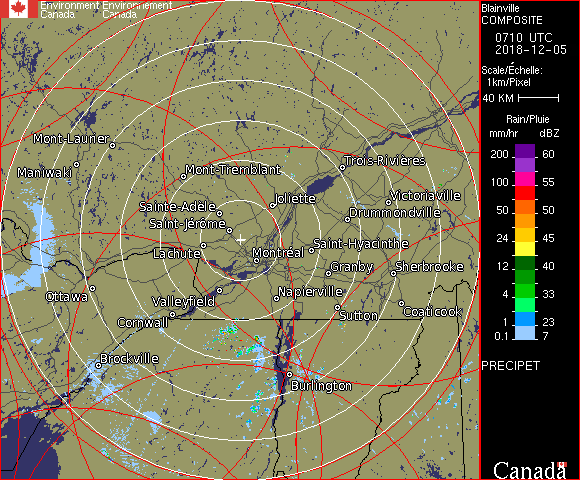 Environment Environnement
Canada Canada
Blainville
COMPOSITE
0710 UTC
2018-12-05
Scale/Échelle:
1km/Pixel
40 KM
Rain/Pluie
mm/hr dBZ
200 60
100 55
50 50
24 45
12 40
4 33
1 23
0.1 7
PRECIPET
Mont-Laurier
Maniwaki
Mont-Tremblant
Trois-Rivières
Joliette
Victoriaville
Sainte-Adèle
Drummondville
Saint-Jérôme
Saint-Hyacinthe
Lachute
Montréal
Granby
Sherbrooke
Ottawa
Valleyfield
Napierville
Cornwall
Sutton
Coaticook
Brockville
Burlington
Canada